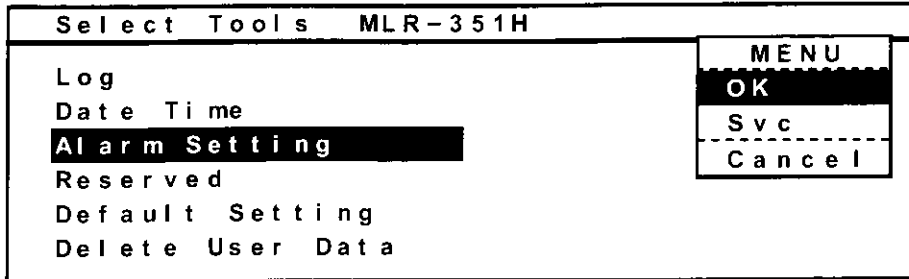 Select Tools MLR-351H
Log
Date Time
Alarm Setting
Reserved
Default Setting
Delete User Data
MENU
OK
Svc
Cancel